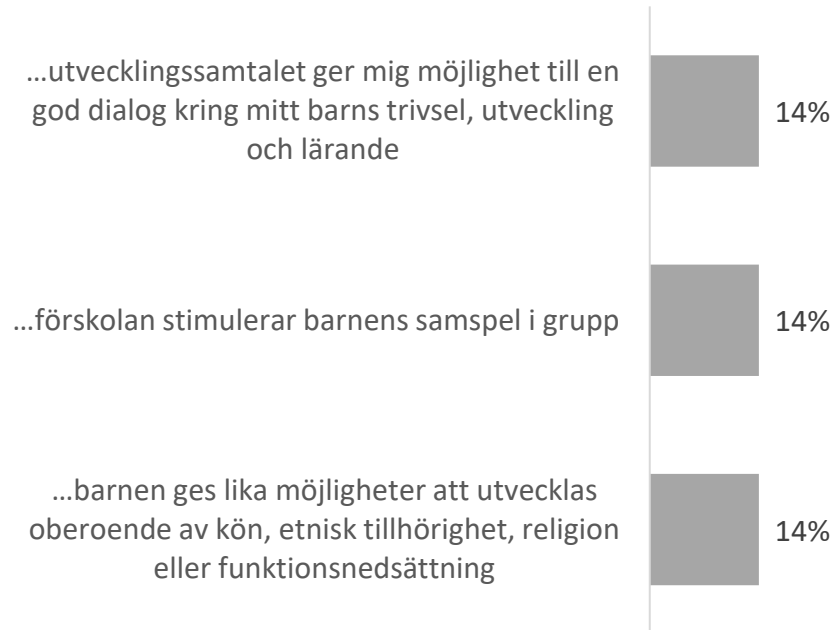 ...utvecklingssamtalet ger mig möjlighet till en
god dialog kring mitt barns trivsel, utveckling
och lärande
14%
...förskolan stimulerar barnens samspel i grupp
14%
...barnen ges lika möjligheter att utvecklas
oberoende av kön, etnisk tillhörighet, religion
eller funktionsnedsättning
14%